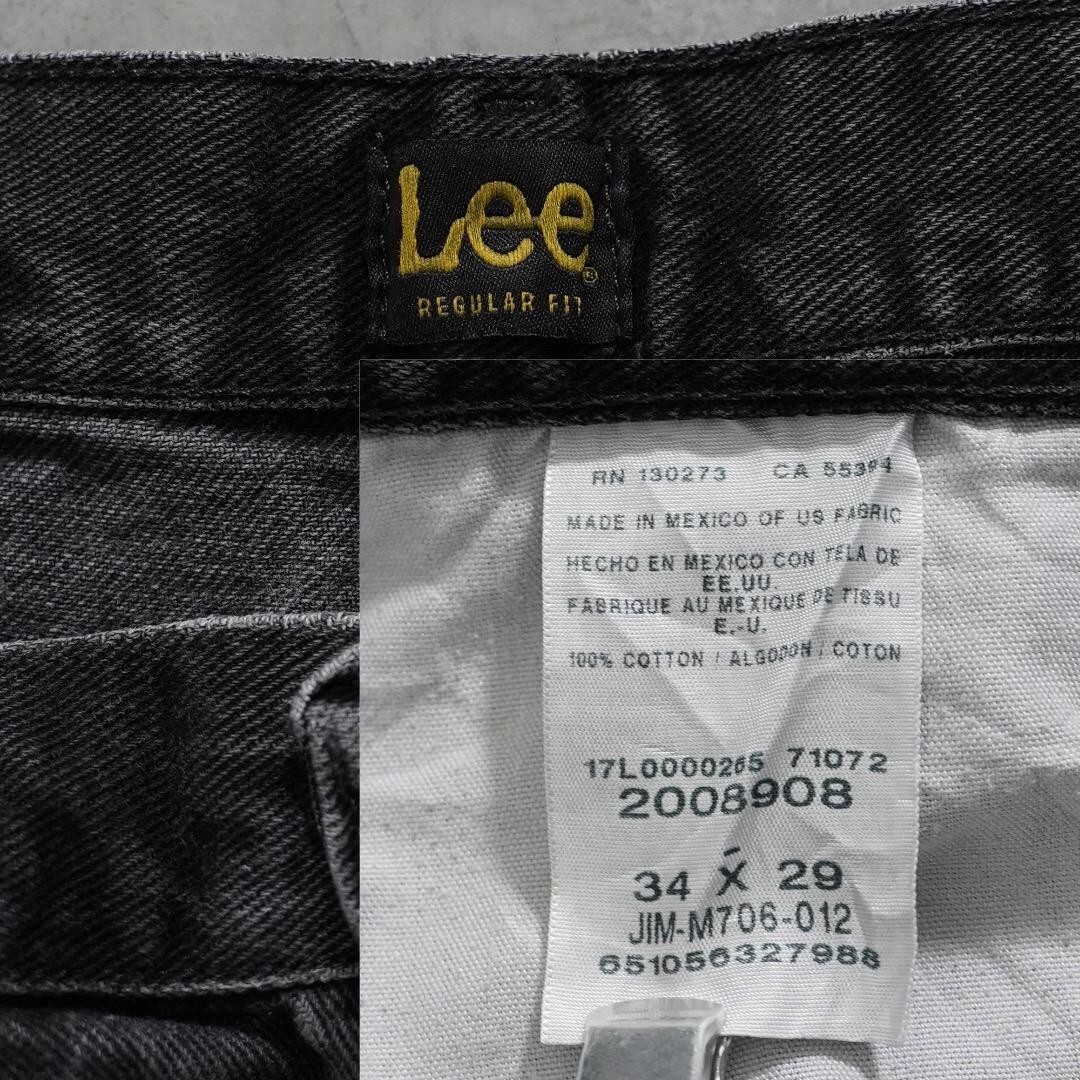 Lee
REGULAR FIT
RN 130273 CA 55394
MADE IN MEXICO OF US FABRIC
HECHO EN MEXICO CON TELA DE
EE.UU
FABRIQUE AU MEXIQUE DE TISSU
E.-U.
100% COTTON / ALGODON / COTON
17L0000265 71072
2008908
34 X 29
JIM-M706-012
651056327988